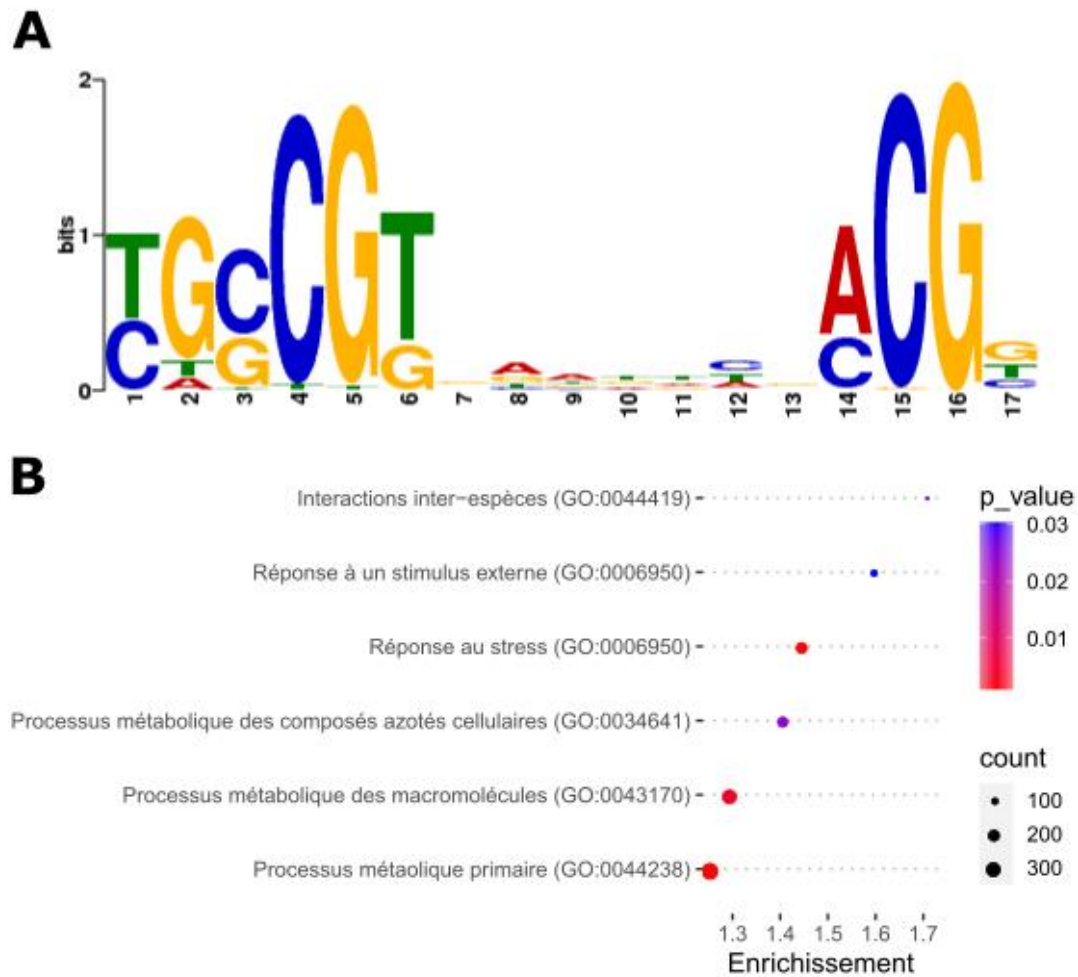 A
2
bits
1
0
1 2 3 4 5 6 7 8 9 10 11 12 13 14 15 16 17
B
Interactions inter−espèces (GO:0044419)
Réponse à un stimulus externe (GO:0006950)
Réponse au stress (GO:0006950)
Processus métabolique des composés azotés cellulaires (GO:0034641)
Processus métabolique des macromolécules (GO:0043170)
Processus métaolique primaire (GO:0044238)
1.3 1.4 1.5 1.6 1.7
Enrichissement
p_value
0.03
0.02
0.01
count
100
200
300